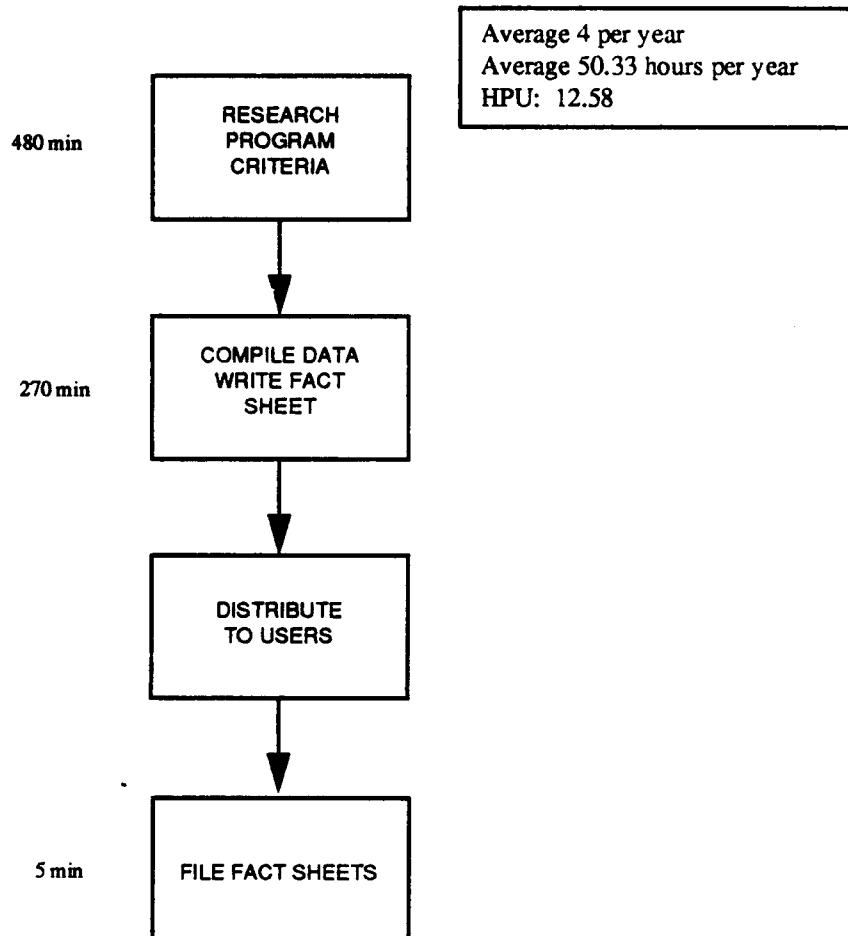 Average 4 per year
Average 50.33 hours per year
HPU: 12.58
480 min
RESEARCH
PROGRAM
CRITERIA
270 min
COMPILE DATA
WRITE FACT
SHEET
DISTRIBUTE
TO USERS
5 min
FILE FACT SHEETS